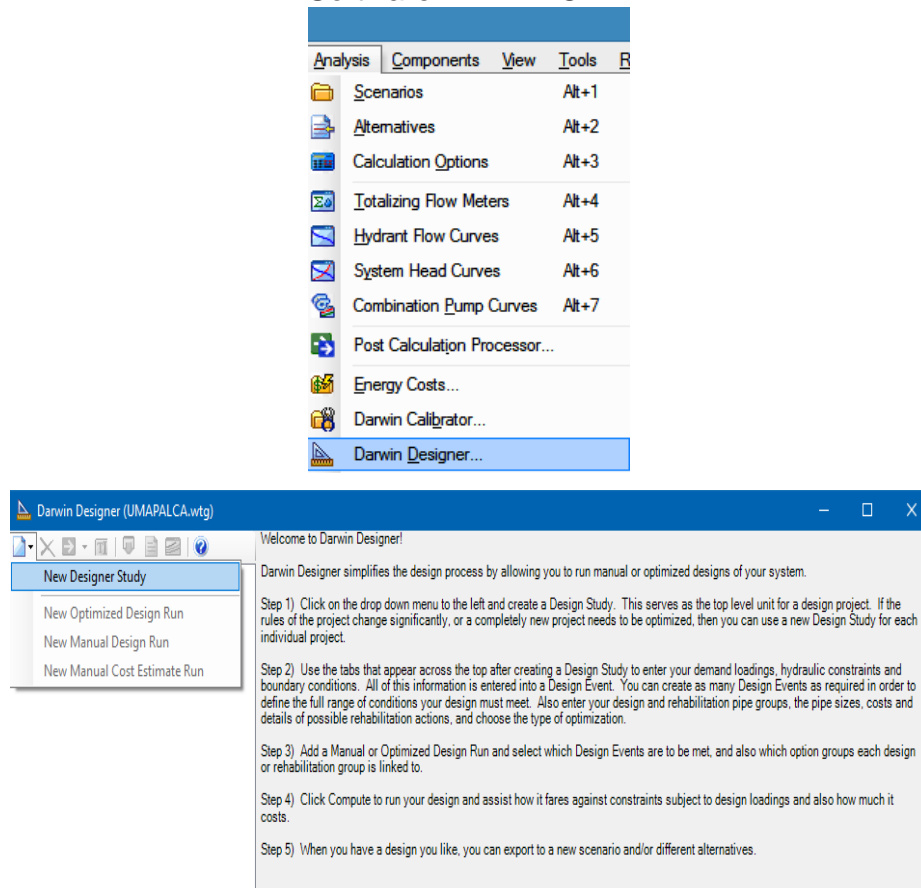 Analysis Components View Tools R
Scenarios Alt+1
Alternatives Alt+2
Calculation Options Alt+3
Totalizing Flow Meters Alt+4
Hydrant Flow Curves Alt+5
System Head Curves Alt+6
Combination Pump Curves Alt+7
Post Calculation Processor...
Energy Costs...
Darwin Calibrator...
Darwin Designer...
Darwin Designer (UMAPALCA.wtg)
New Designer Study
New Optimized Design Run
New Manual Design Run
New Manual Cost Estimate Run
Welcome to Darwin Designer!
Darwin Designer simplifies the design process by allowing you to run manual or optimized designs of your system.
Step 1) Click on the drop down menu to the left and create a Design Study. This serves as the top level unit for a design project. If the
rules of the project change significantly, or a completely new project needs to be optimized, then you can use a new Design Study for each
individual project.
Step 2) Use the tabs that appear across the top after creating a Design Study to enter your demand loadings, hydraulic constraints and
boundary conditions. All of this information is entered into a Design Event. You can create as many Design Events as required in order to
define the full range of conditions your design must meet. Also enter your design and rehabilitation pipe groups, the pipe sizes, costs and
details of possible rehabilitation actions, and choose the type of optimization.
Step 3) Add a Manual or Optimized Design Run and select which Design Events are to be met, and also which option groups each design
or rehabilitation group is linked to.
Step 4) Click Compute to run your design and assist how it fares against constraints subject to design loadings and also how much it
costs.
Step 5) When you have a design you like, you can export to a new scenario and/or different alternatives.